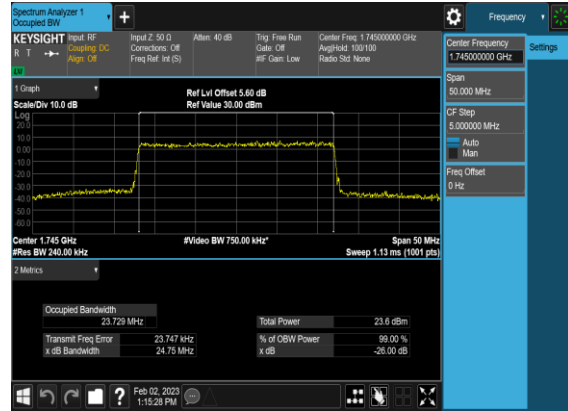 Spectrum Analyzer 1
Occupied BW
+
Frequency
KEYSIGHT Input: RF Input Z: 50 Ω Atten: 40 dB Trig: Free Run Center Freq: 1.745000000 GHz
R T Coupling: DC Corrections: Off Gate: Off Avg|Hold: 100/100
Align: Off Freq Ref: Int (S) #IF Gain: Low Radio Std: None
Center Frequency
1.745000000 GHz
Settings
Span
50.000 MHz
CF Step
5.000000 MHz
Auto
Man
Freq Offset
0 Hz
1 Graph
Ref Lvl Offset 5.60 dB
Scale/Div 10.0 dB Ref Value 30.00 dBm
Log
20.0
10.0
0.00
-10.0
-20.0
-30.0
-40.0
-50.0
-60.0
Center 1.745 GHz #Video BW 750.00 kHz* Span 50 MHz
#Res BW 240.00 kHz Sweep 1.13 ms (1001 pts)
2 Metrics
Occupied Bandwidth
23.729 MHz Total Power 23.6 dBm
Transmit Freq Error 23.747 kHz % of OBW Power 99.00 %
x dB Bandwidth 24.75 MHz x dB -26.00 dB
? Feb 02, 2023
1:15:28 PM